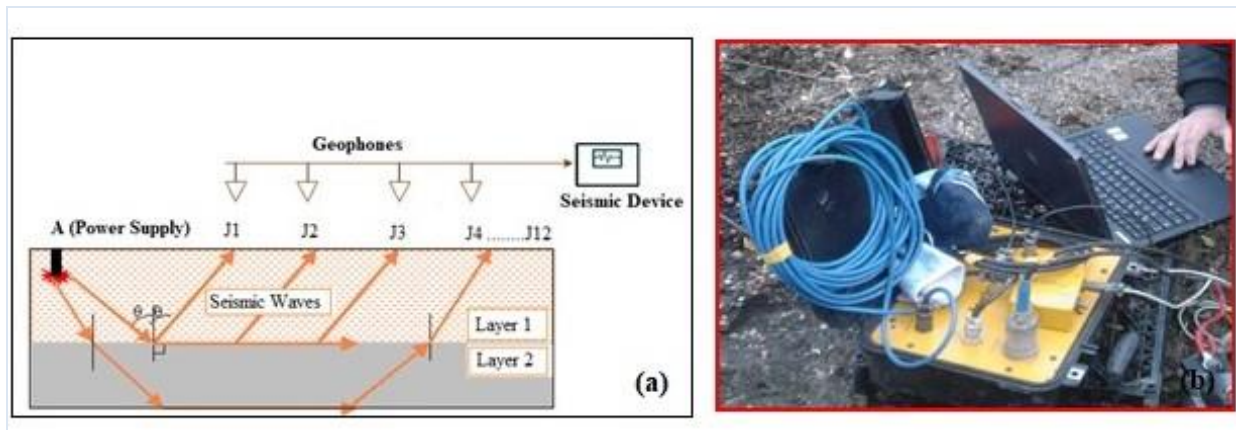 Geophones
Seismic Device
A (Power Supply)
J1
J2
J3
J4 ........J12
θ
θ
Seismic Waves
Layer 1
Layer 2
(a)
(b)